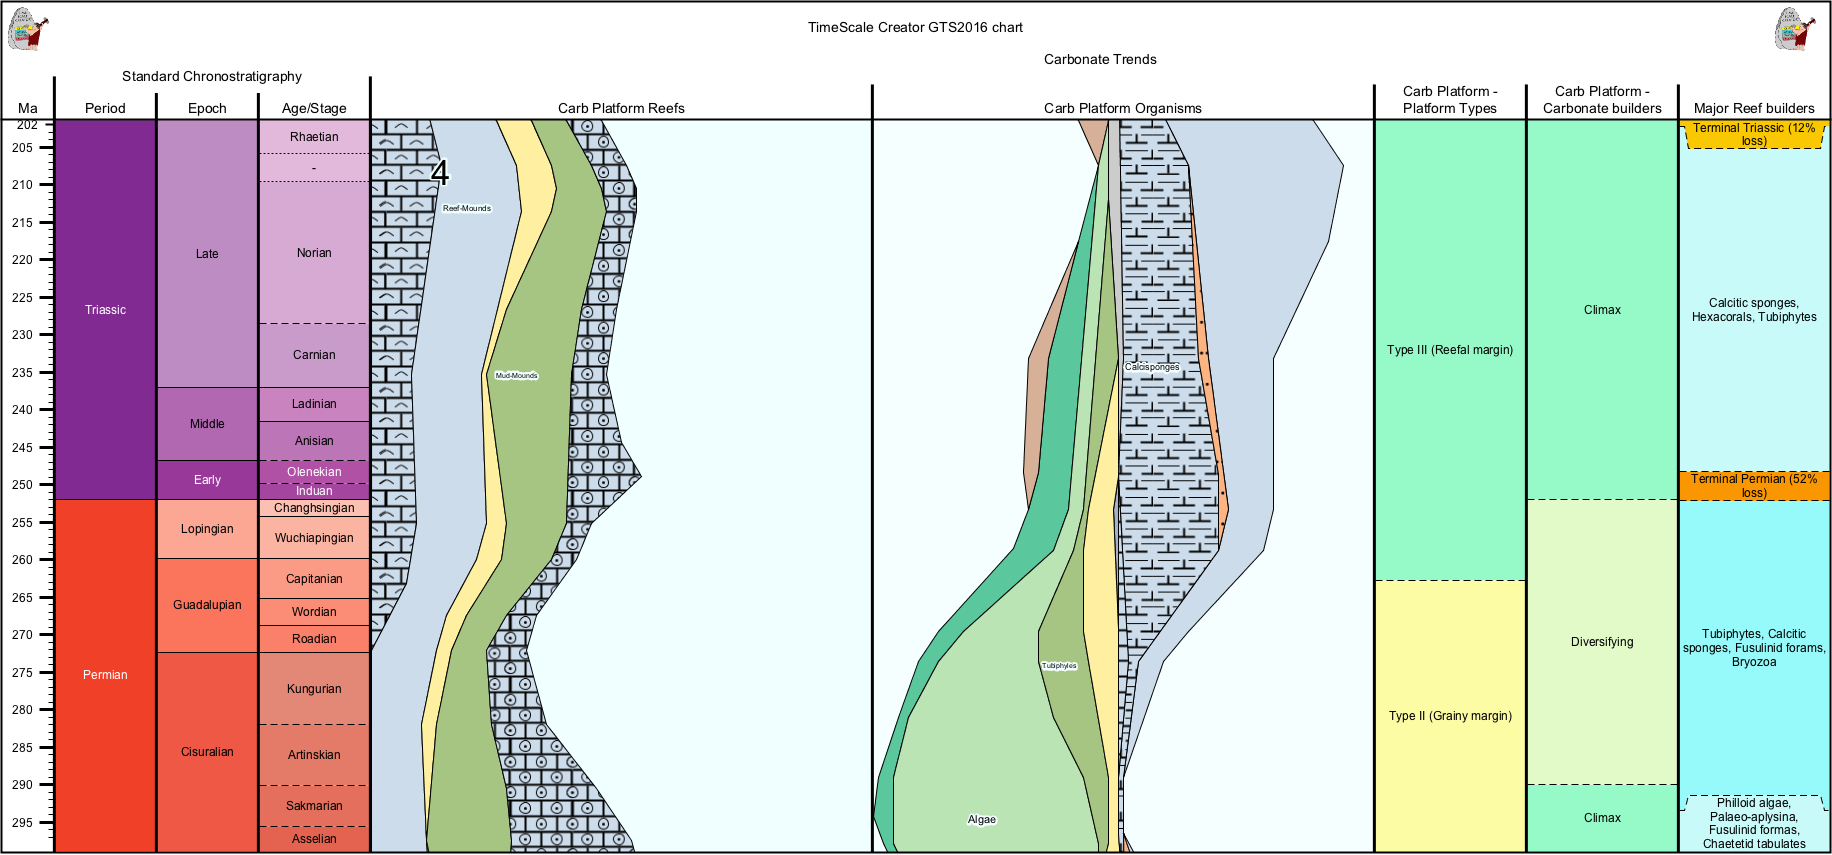 TimeScale Creator GTS2016 chart
Carbonate Trends
Standard Chronostratigraphy
Carb Platform -
Platform Types
Carb Platform -
Carbonate builders
Ma
Period
Epoch
Age/Stage
Carb Platform Reefs
Carb Platform Organisms
Major Reef builders
202
205
210
215
220
225
230
235
240
245
250
255
260
265
270
275
280
285
290
295
Triassic
Permian
Late
Middle
Early
Lopingian
Guadalupian
Cisuralian
Rhaetian
-
Norian
Carnian
Ladinian
Anisian
Olenekian
Induan
Changhsingian
Wuchiapingian
Capitanian
Wordian
Roadian
Kungurian
Artinskian
Sakmarian
Asselian
4
Reef-Mounds
Mud-Mounds
Calcisponges
Tubiphyles
Algae
Type III (Reefal margin)
Type II (Grainy margin)
Climax
Diversifying
Climax
Terminal Triassic (12%
loss)
Calcitic sponges,
Hexacorals, Tubiphytes
Terminal Permian (52%
loss)
Tubiphytes, Calcitic
sponges, Fusulinid forams,
Bryozoa
Philloid algae,
Palaeo-aplysina,
Fusulinid formas,
Chaetetid tabulates